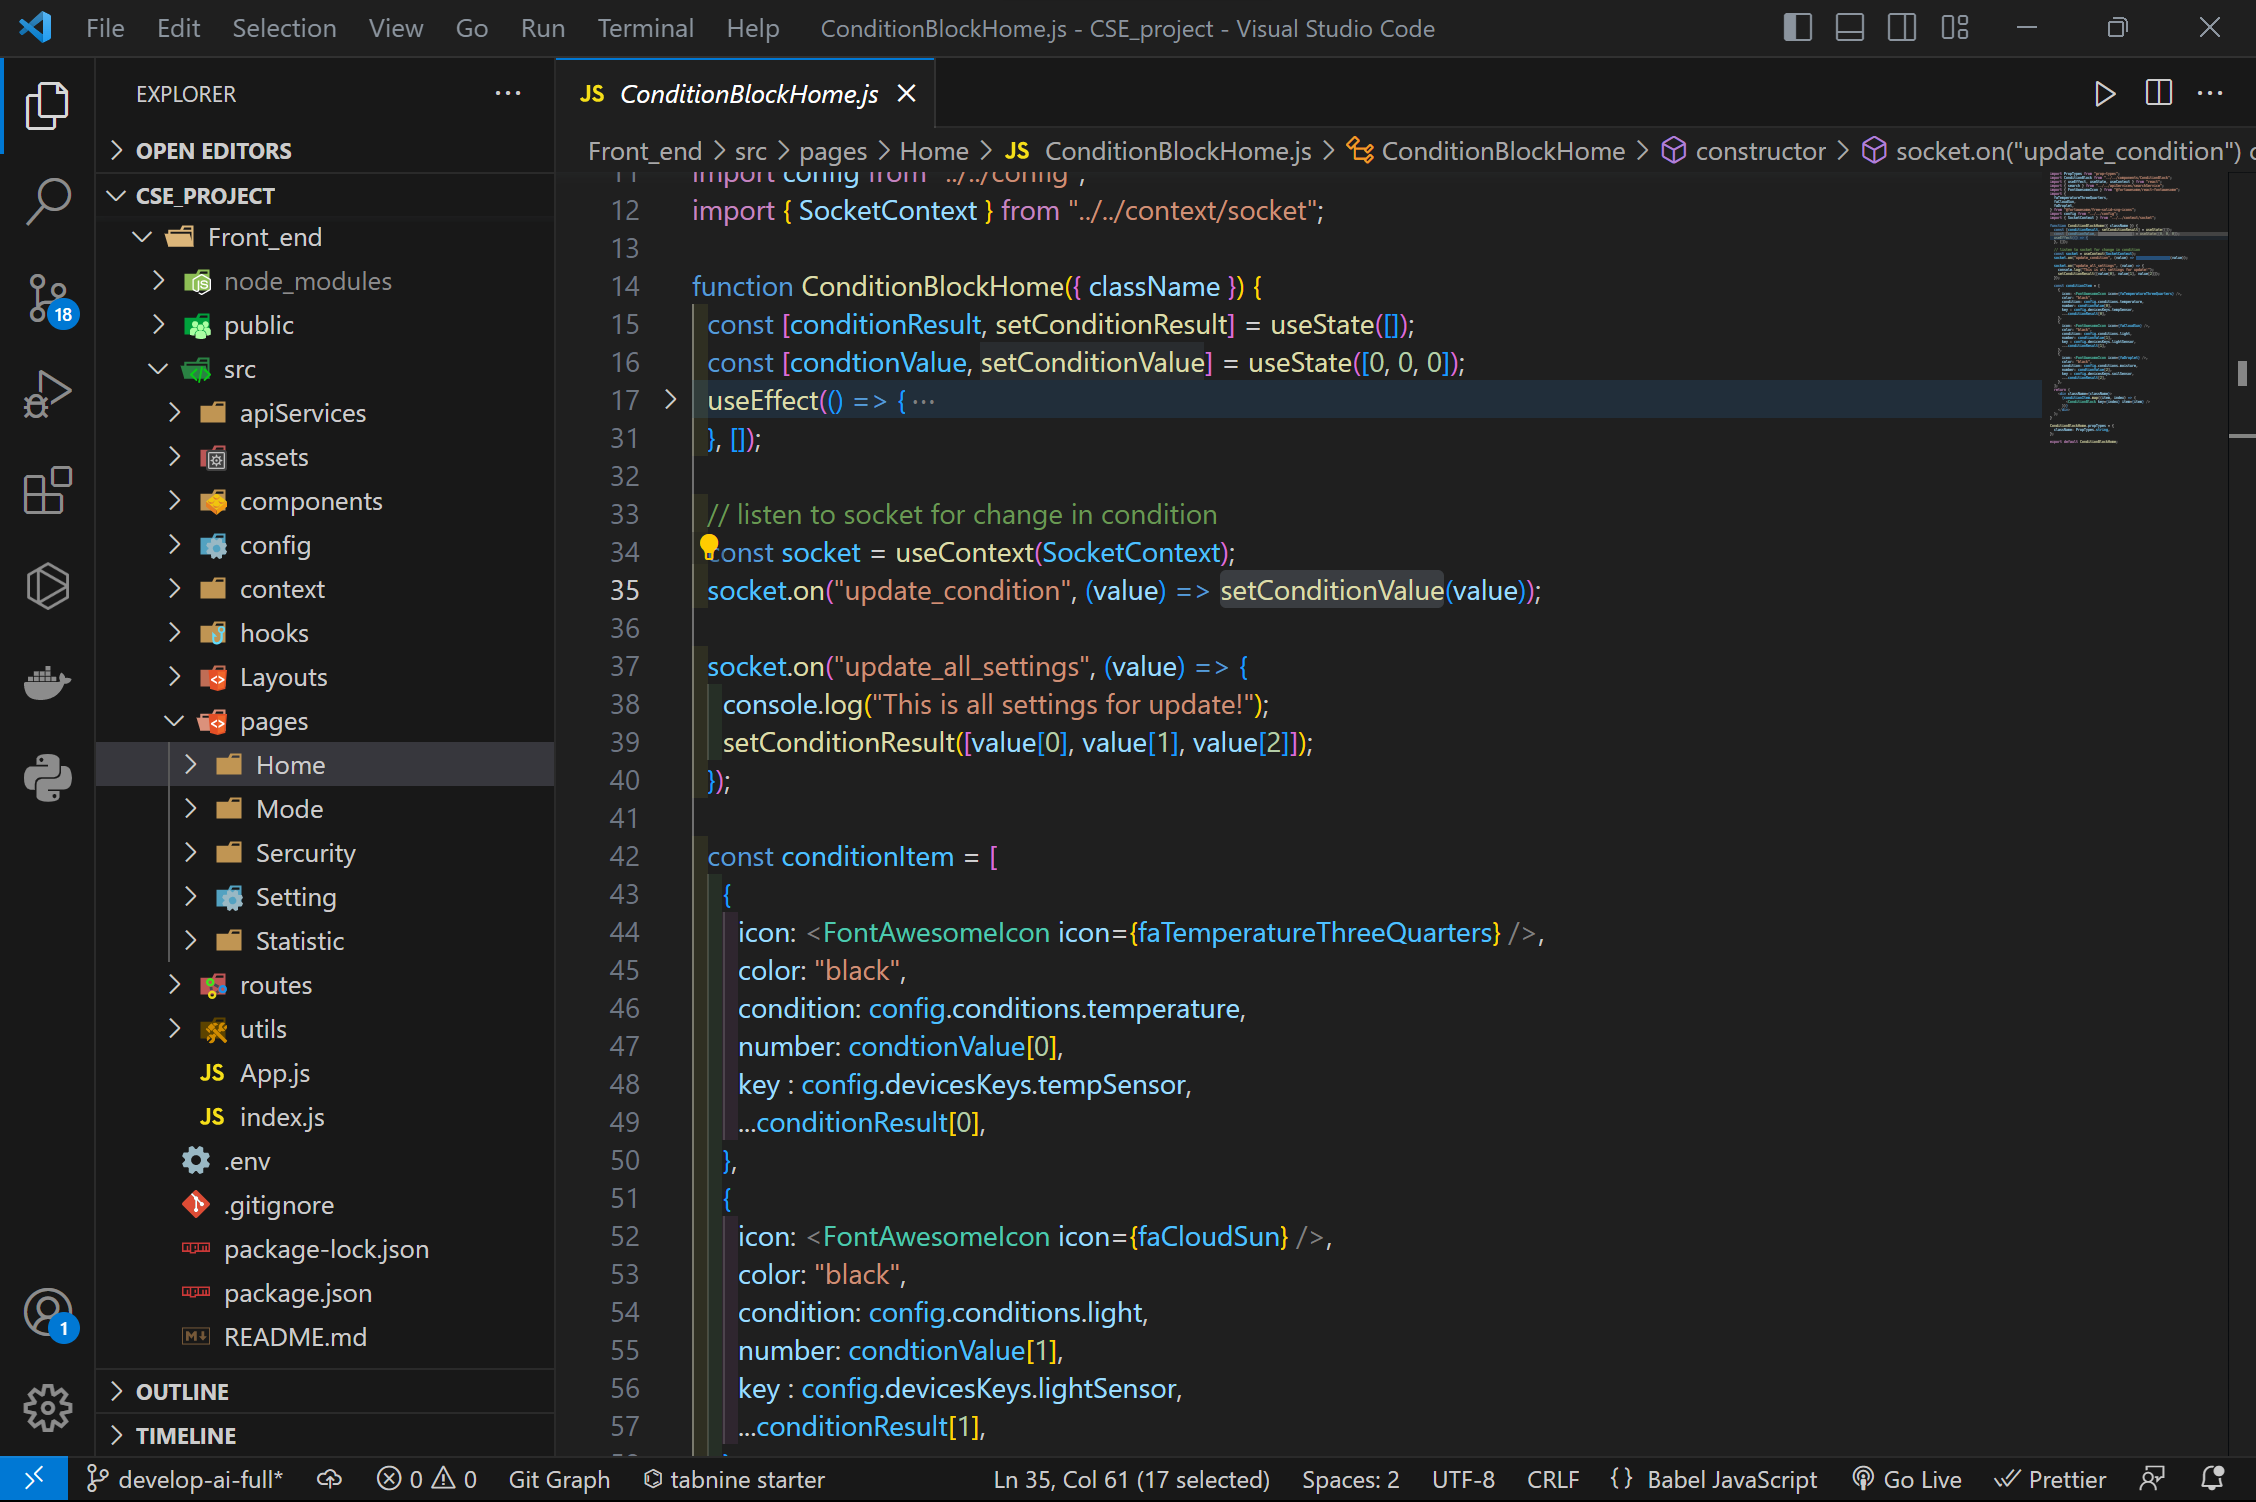 File Edit Selection View Go Run Terminal Help ConditionBlockHome.js - CSE_project - Visual Studio Code
EXPLORER ···
OPEN EDITORS
CSE_PROJECT
Front_end
node_modules
public
src
apiServices
assets
components
config
context
hooks
Layouts
pages
Home
Mode
Sercurity
Setting
Statistic
routes
utils
JS App.js
JS index.js
.env
.gitignore
package-lock.json
package.json
README.md
OUTLINE
TIMELINE
18
1
JS ConditionBlockHome.js
Front_end > src > pages > Home > JS ConditionBlockHome.js > ConditionBlockHome > constructor > socket.on("update_condition") c
11 import config from "../../config";
12 import { SocketContext } from "../../context/socket";
13
14 function ConditionBlockHome({ className }) {
15 const [conditionResult, setConditionResult] = useState([]);
16 const [condtionValue, setConditionValue] = useState([0, 0, 0]);
17 useEffect(() => { ···
31 }, []);
32
33 // listen to socket for change in condition
34 const socket = useContext(SocketContext);
35 socket.on("update_condition", (value) => setConditionValue(value));
36
37 socket.on("update_all_settings", (value) => {
38 console.log("This is all settings for update!");
39 setConditionResult([value[0], value[1], value[2]]);
40 });
41
42 const conditionItem = [
43 {
44 icon: <FontAwesomeIcon icon={faTemperatureThreeQuarters} />,
45 color: "black",
46 condition: config.conditions.temperature,
47 number: condtionValue[0],
48 key : config.devicesKeys.tempSensor,
49 ...conditionResult[0],
50 },
51 {
52 icon: <FontAwesomeIcon icon={faCloudSun} />,
53 color: "black",
54 condition: config.conditions.light,
55 number: condtionValue[1],
56 key : config.devicesKeys.lightSensor,
57 ...conditionResult[1],
develop-ai-full* 0 0 Git Graph tabnine starter Ln 35, Col 61 (17 selected) Spaces: 2 UTF-8 CRLF {} Babel JavaScript Go Live Prettier